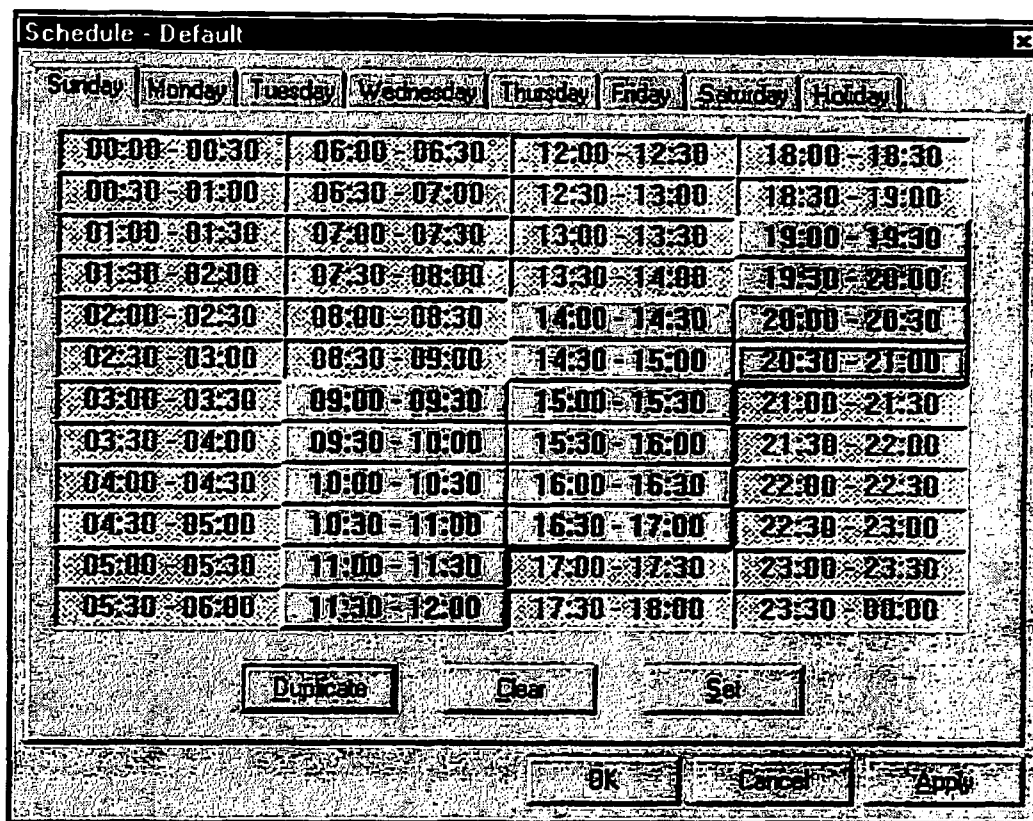 Schedule - Default
Sunday Monday Tuesday Wednesday Thursday Friday Saturday Holiday
00:00 - 00:30 06:00 - 06:30 12:00 - 12:30 18:00 - 18:30
00:30 - 01:00 06:30 - 07:00 12:30 - 13:00 18:30 - 19:00
01:00 - 01:30 07:00 - 07:30 13:00 - 13:30 19:00 - 19:30
01:30 - 02:00 07:30 - 08:00 13:30 - 14:00 19:30 - 20:00
02:00 - 02:30 08:00 - 08:30 14:00 - 14:30 20:00 - 20:30
02:30 - 03:00 08:30 - 09:00 14:30 - 15:00 20:30 - 21:00
03:00 - 03:30 09:00 - 09:30 15:00 - 15:30 21:00 - 21:30
03:30 - 04:00 09:30 - 10:00 15:30 - 16:00 21:30 - 22:00
04:00 - 04:30 10:00 - 10:30 16:00 - 16:30 22:00 - 22:30
04:30 - 05:00 10:30 - 11:00 16:30 - 17:00 22:30 - 23:00
05:00 - 05:30 11:00 - 11:30 17:00 - 17:30 23:00 - 23:30
05:30 - 06:00 11:30 - 12:00 17:30 - 18:00 23:30 - 00:00
Duplicate Clear Set
OK Cancel Apply